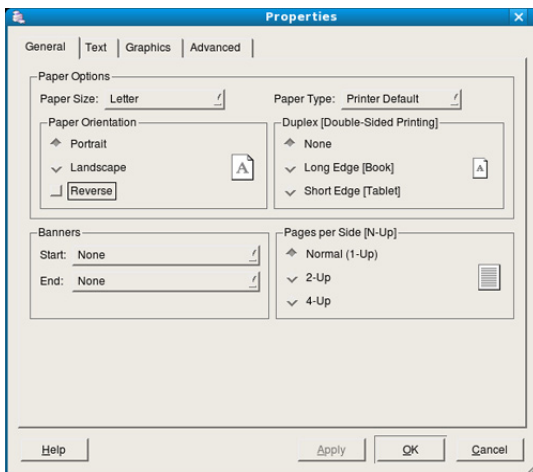 Properties
General Text Graphics Advanced
Paper Options
Paper Size: Letter
Paper Type: Printer Default
Paper Orientation
Portrait
Landscape
Reverse
A
Duplex [Double-Sided Printing]
None
Long Edge [Book]
Short Edge [Tablet]
A
Banners
Start: None
End: None
Pages per Side [N-Up]
Normal (1-Up)
2-Up
4-Up
Help Apply OK Cancel